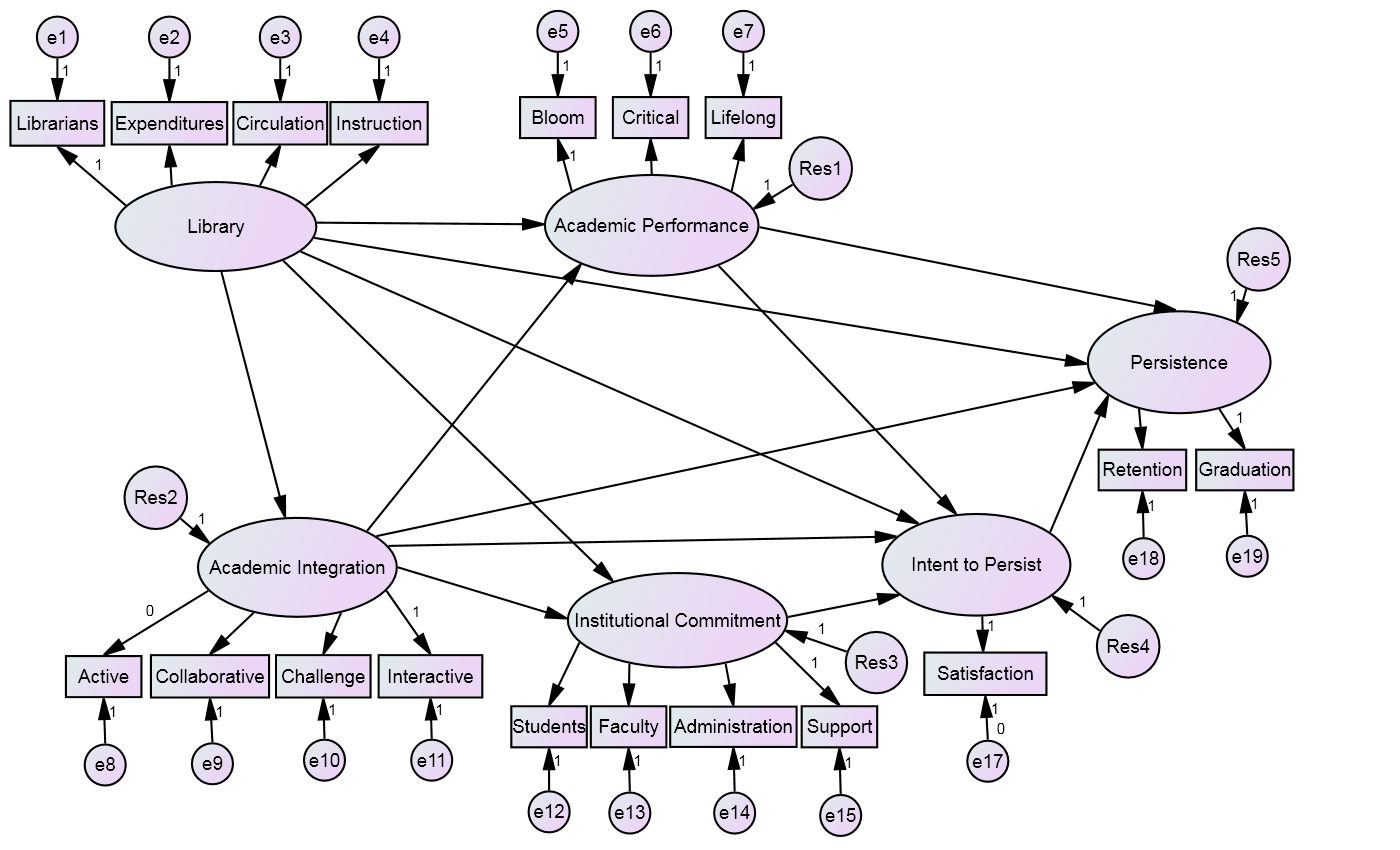 e1 e2 e3 e4 e5 e6 e7
1 1 1 1 1 1 1
Librarians Expenditures Circulation Instruction Bloom Critical Lifelong
1 1 Res1
1
Library Academic Performance
Res5
1
Persistence
1
Retention Graduation
Res2 1 1
1 e18 e19
Academic Integration Intent to Persist
0 1 1
Institutional Commitment 1 Res4
1 Res3
Active Collaborative Challenge Interactive 1 Satisfaction
1 1 1 1 1
Students Faculty Administration Support 0
e8 e9 e10 e11 1 1 1 1 e17
e12 e13 e14 e15